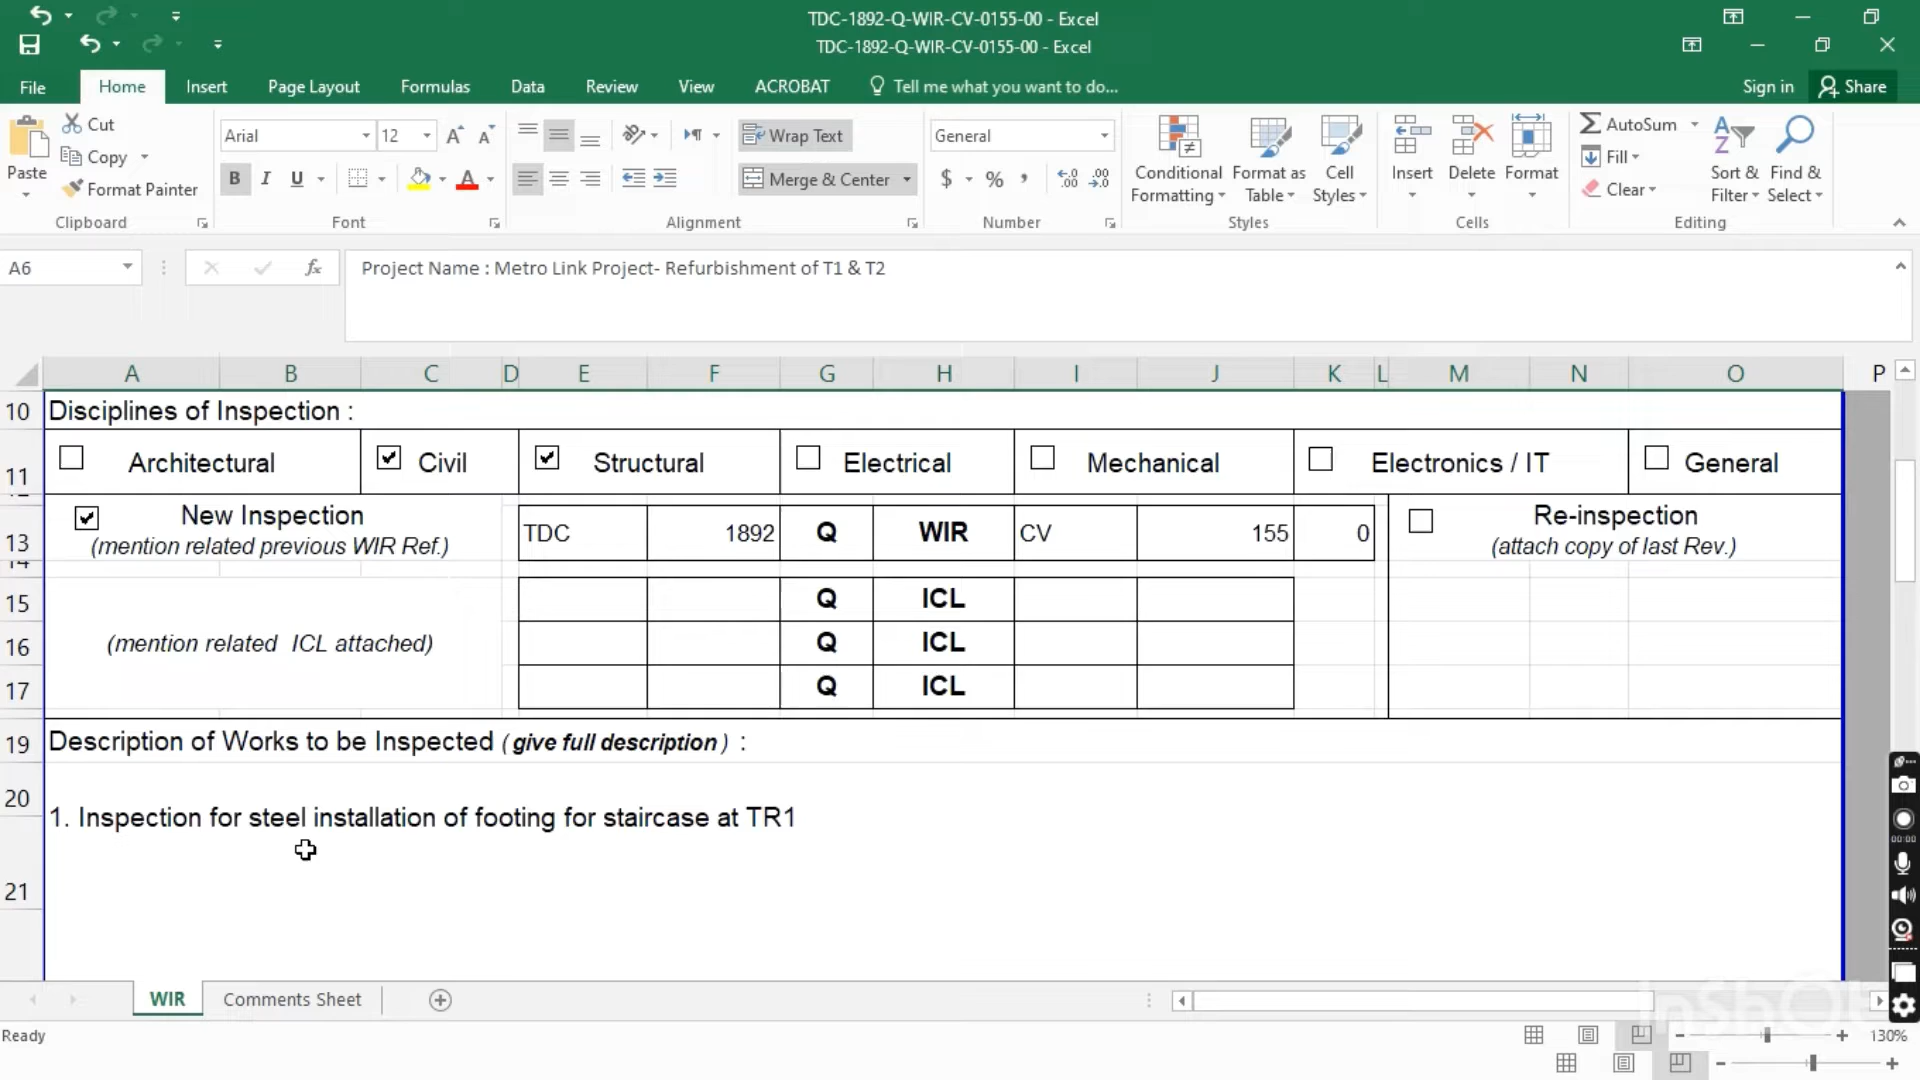 TDC-1892-Q-WIR-CV-0155-00 - Excel
TDC-1892-Q-WIR-CV-0155-00 - Excel
File Home Insert Page Layout Formulas Data Review View ACROBAT Tell me what you want to do... Sign in Share
Cut
Copy
Format Painter
Paste
Clipboard
Arial 12
B I U
Font
Wrap Text
Merge & Center
Alignment
General
$ % ,
Number
Conditional Formatting
Format as Table
Cell Styles
Styles
Insert Delete Format
Cells
AutoSum
Fill
Clear
Sort & Filter
Find & Select
Editing
A6 fx Project Name : Metro Link Project- Refurbishment of T1 & T2
A B C D E F G H I J K L M N O P
10 Disciplines of Inspection :
11 Architectural Civil Structural Electrical Mechanical Electronics / IT General
13 New Inspection TDC 1892 Q WIR CV 155 0 Re-inspection
(mention related previous WIR Ref.) (attach copy of last Rev.)
15 Q ICL
16 (mention related ICL attached) Q ICL
17 Q ICL
19 Description of Works to be Inspected ( give full description ) :
20
1. Inspection for steel installation of footing for staircase at TR1
21
WIR Comments Sheet
Ready 130%
00:00
InShOt